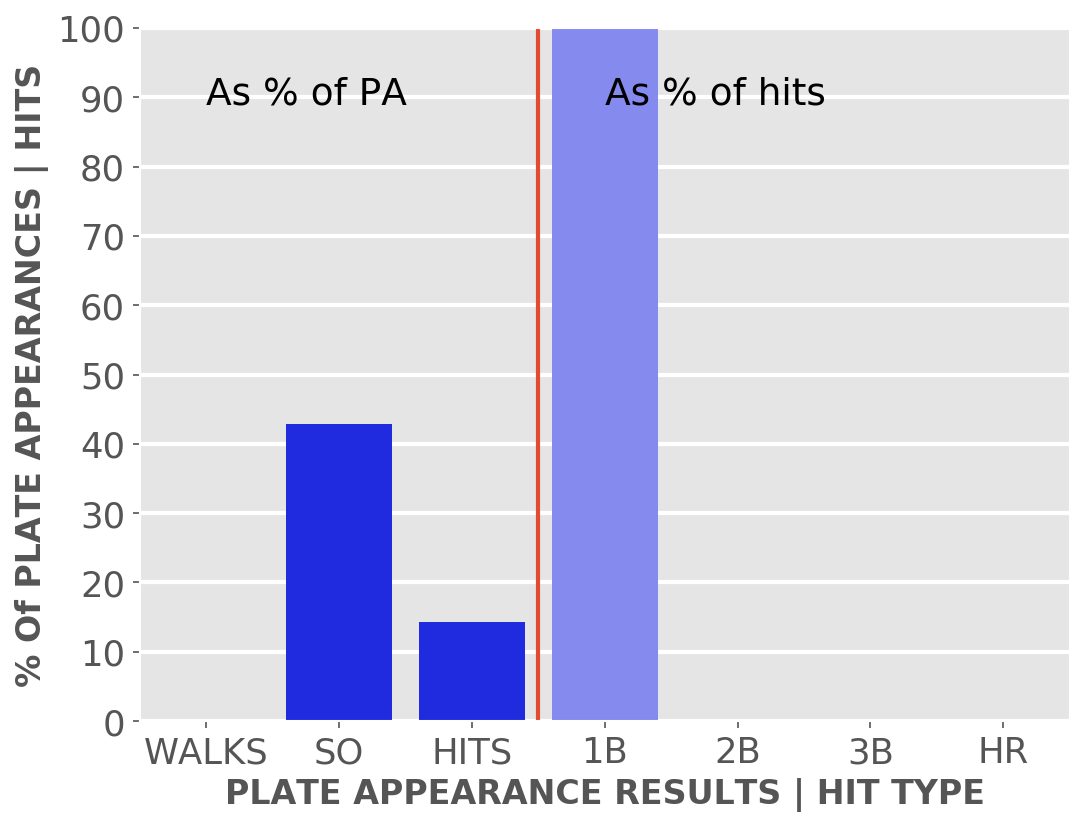 100
90
80
70
60
50
40
30
20
10
0
% Of PLATE APPEARANCES | HITS
As % of PA
As % of hits
WALKS SO HITS 1B 2B 3B HR
PLATE APPEARANCE RESULTS | HIT TYPE